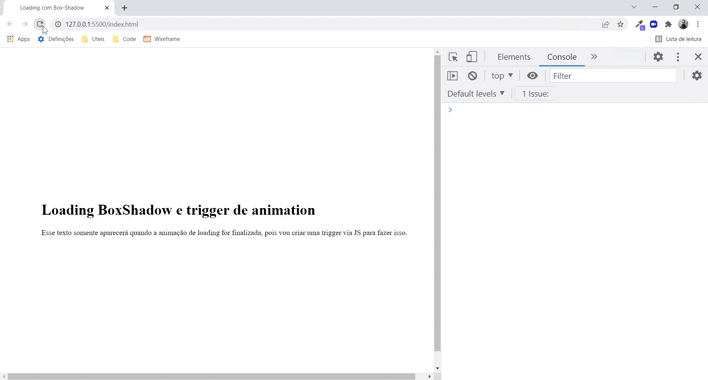 Loading com Box-Shadow
127.0.0.1:5500/index.html
Apps Definições Uteis Code Wireframe Lista de leitura
Elements Console
top Filter
Default levels 1 Issue:
Loading BoxShadow e trigger de animation
Esse texto somente aparecerá quando a animação de loading for finalizada, pois vou criar uma trigger via JS para fazer isso.